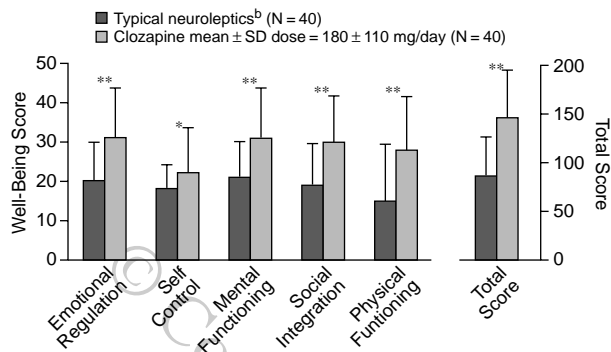 Typical neuroleptics^b (N = 40)
Clozapine mean ± SD dose = 180 ± 110 mg/day (N = 40)
50
40
30
20
10
0
Well-Being Score
**
*
**
**
**
**
200
150
100
50
0
Total Score
Emotional
Regulation
Self
Control
Mental
Functioning
Social
Integration
Physical
Funtioning
Total
Score
©